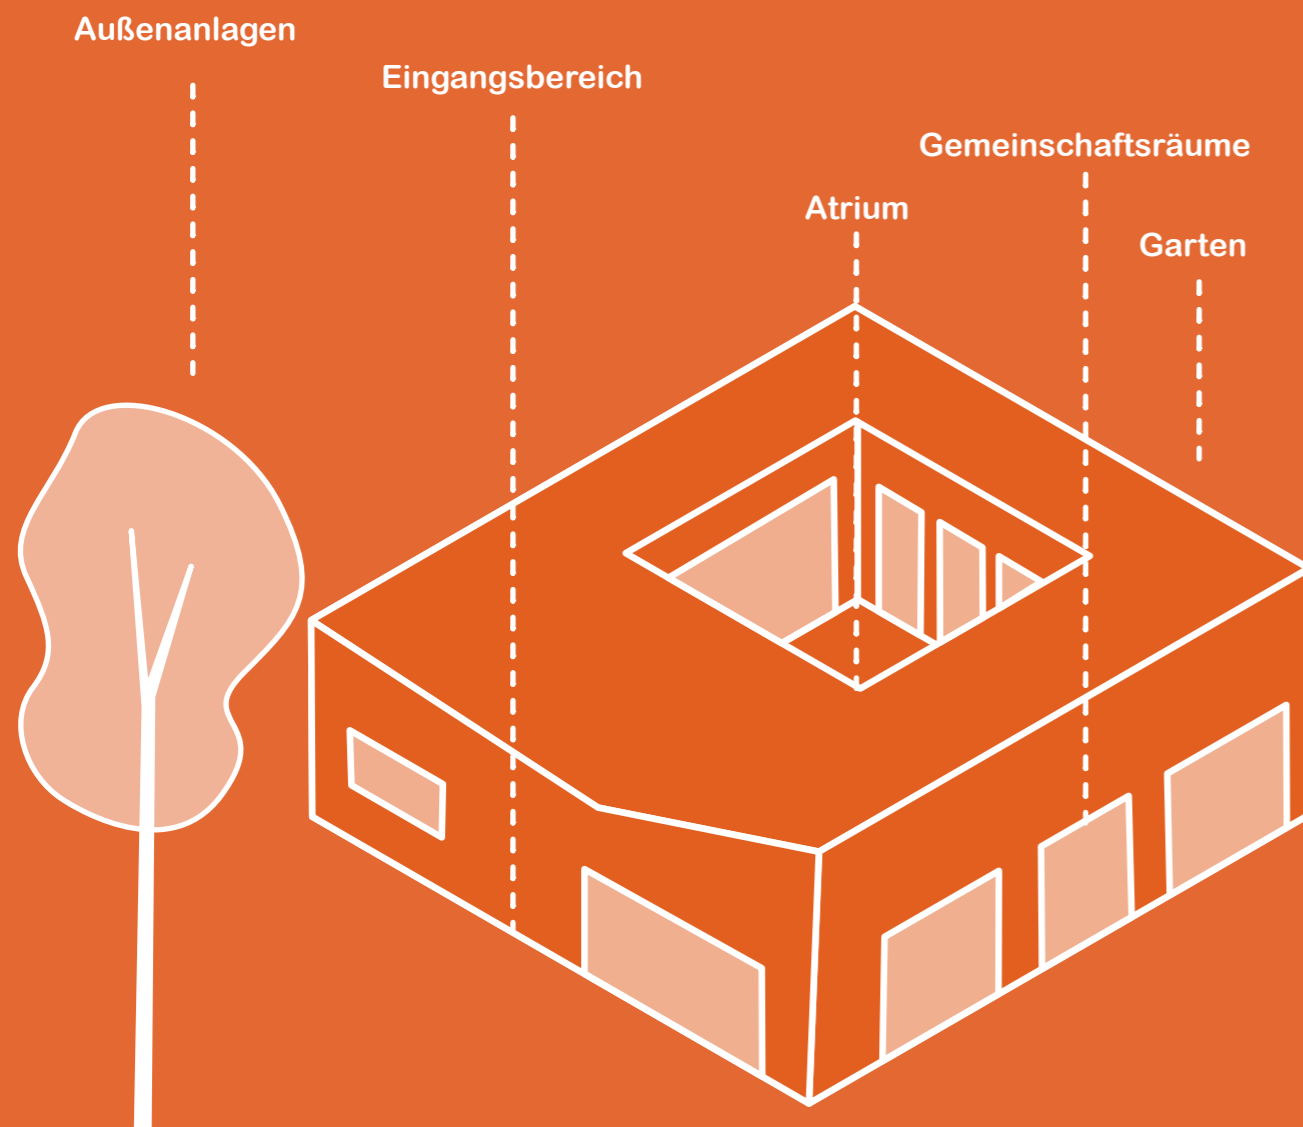 Außenanlagen
Eingangsbereich
Gemeinschaftsräume
Atrium
Garten